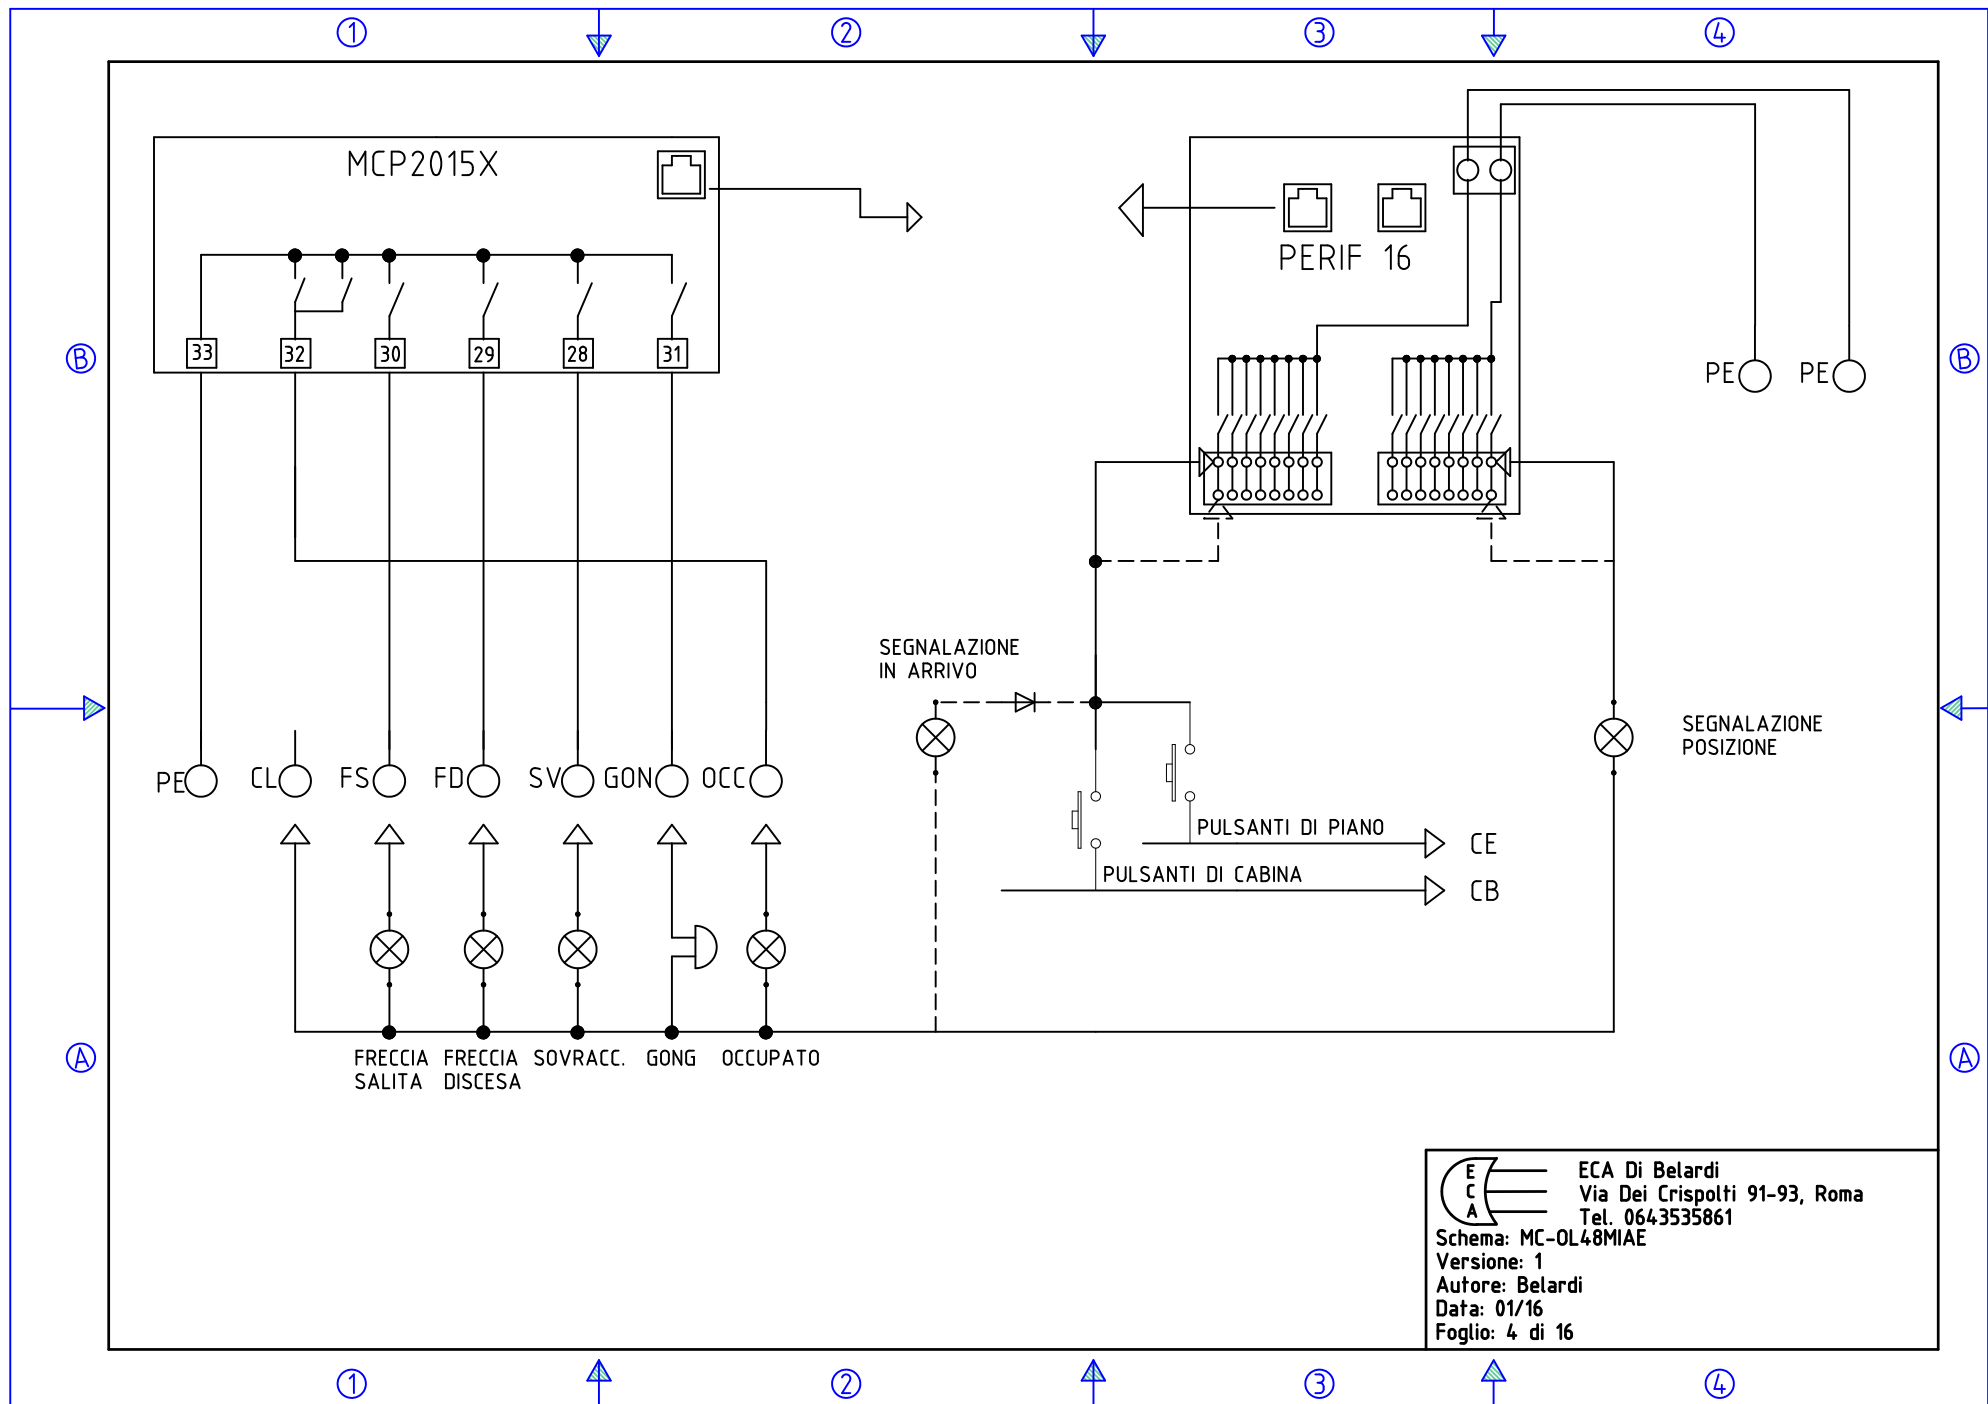 1 2 3 4
MCP2015X
PERIF 16
33 32 30 29 28 31
B B
PE PE
SEGNALAZIONE
IN ARRIVO
SEGNALAZIONE
POSIZIONE
PE CL FS FD SV GON OCC
PULSANTI DI PIANO CE
PULSANTI DI CABINA CB
FRECCIA
SALITA
FRECCIA
DISCESA
SOVRACC.
GONG
OCCUPATO
A A
E
C
A
ECA Di Belardi
Via Dei Crispolti 91-93, Roma
Tel. 0643535861
Schema: MC-OL48MIAE
Versione: 1
Autore: Belardi
Data: 01/16
Foglio: 4 di 16
1 2 3 4